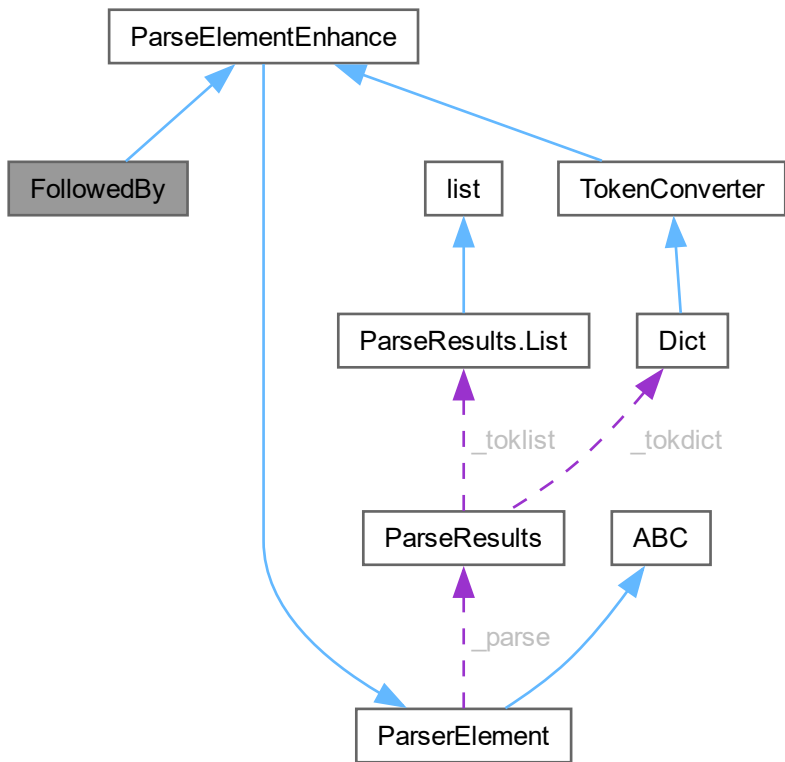 ParseElementEnhance
FollowedBy
list
TokenConverter
ParseResults.List
Dict
_toklist
_tokdict
ParseResults
ABC
_parse
ParserElement